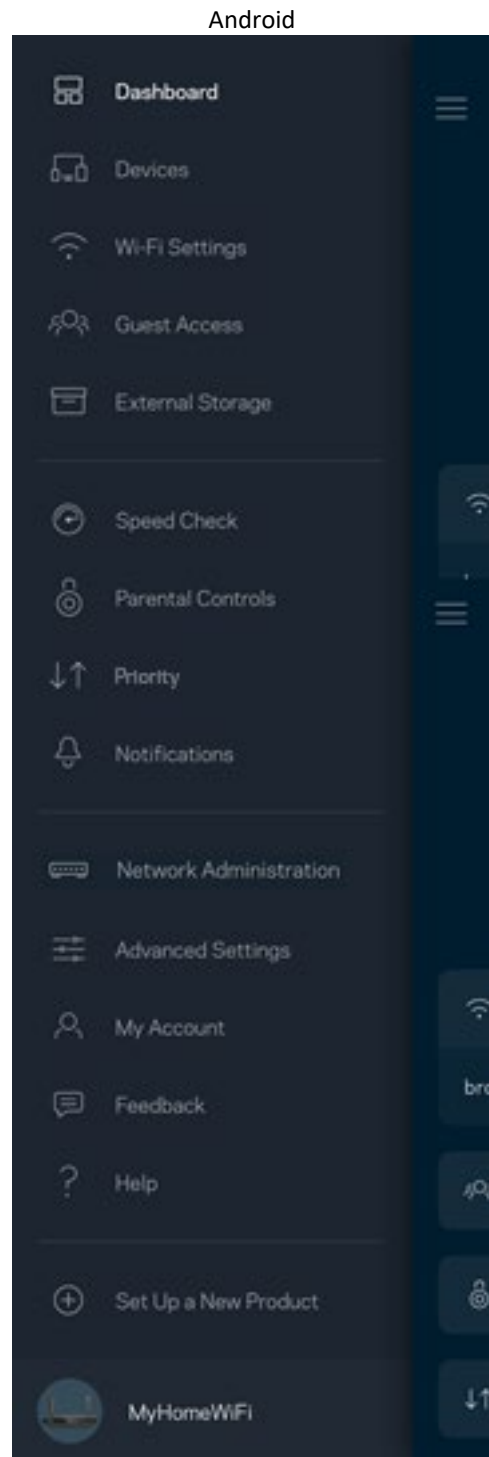 Android
Dashboard
Devices
Wi-Fi Settings
Guest Access
External Storage
Speed Check
Parental Controls
Priority
Notifications
Network Administration
Advanced Settings
My Account
Feedback
? Help
Set Up a New Product
MyHomeWiFi
bro